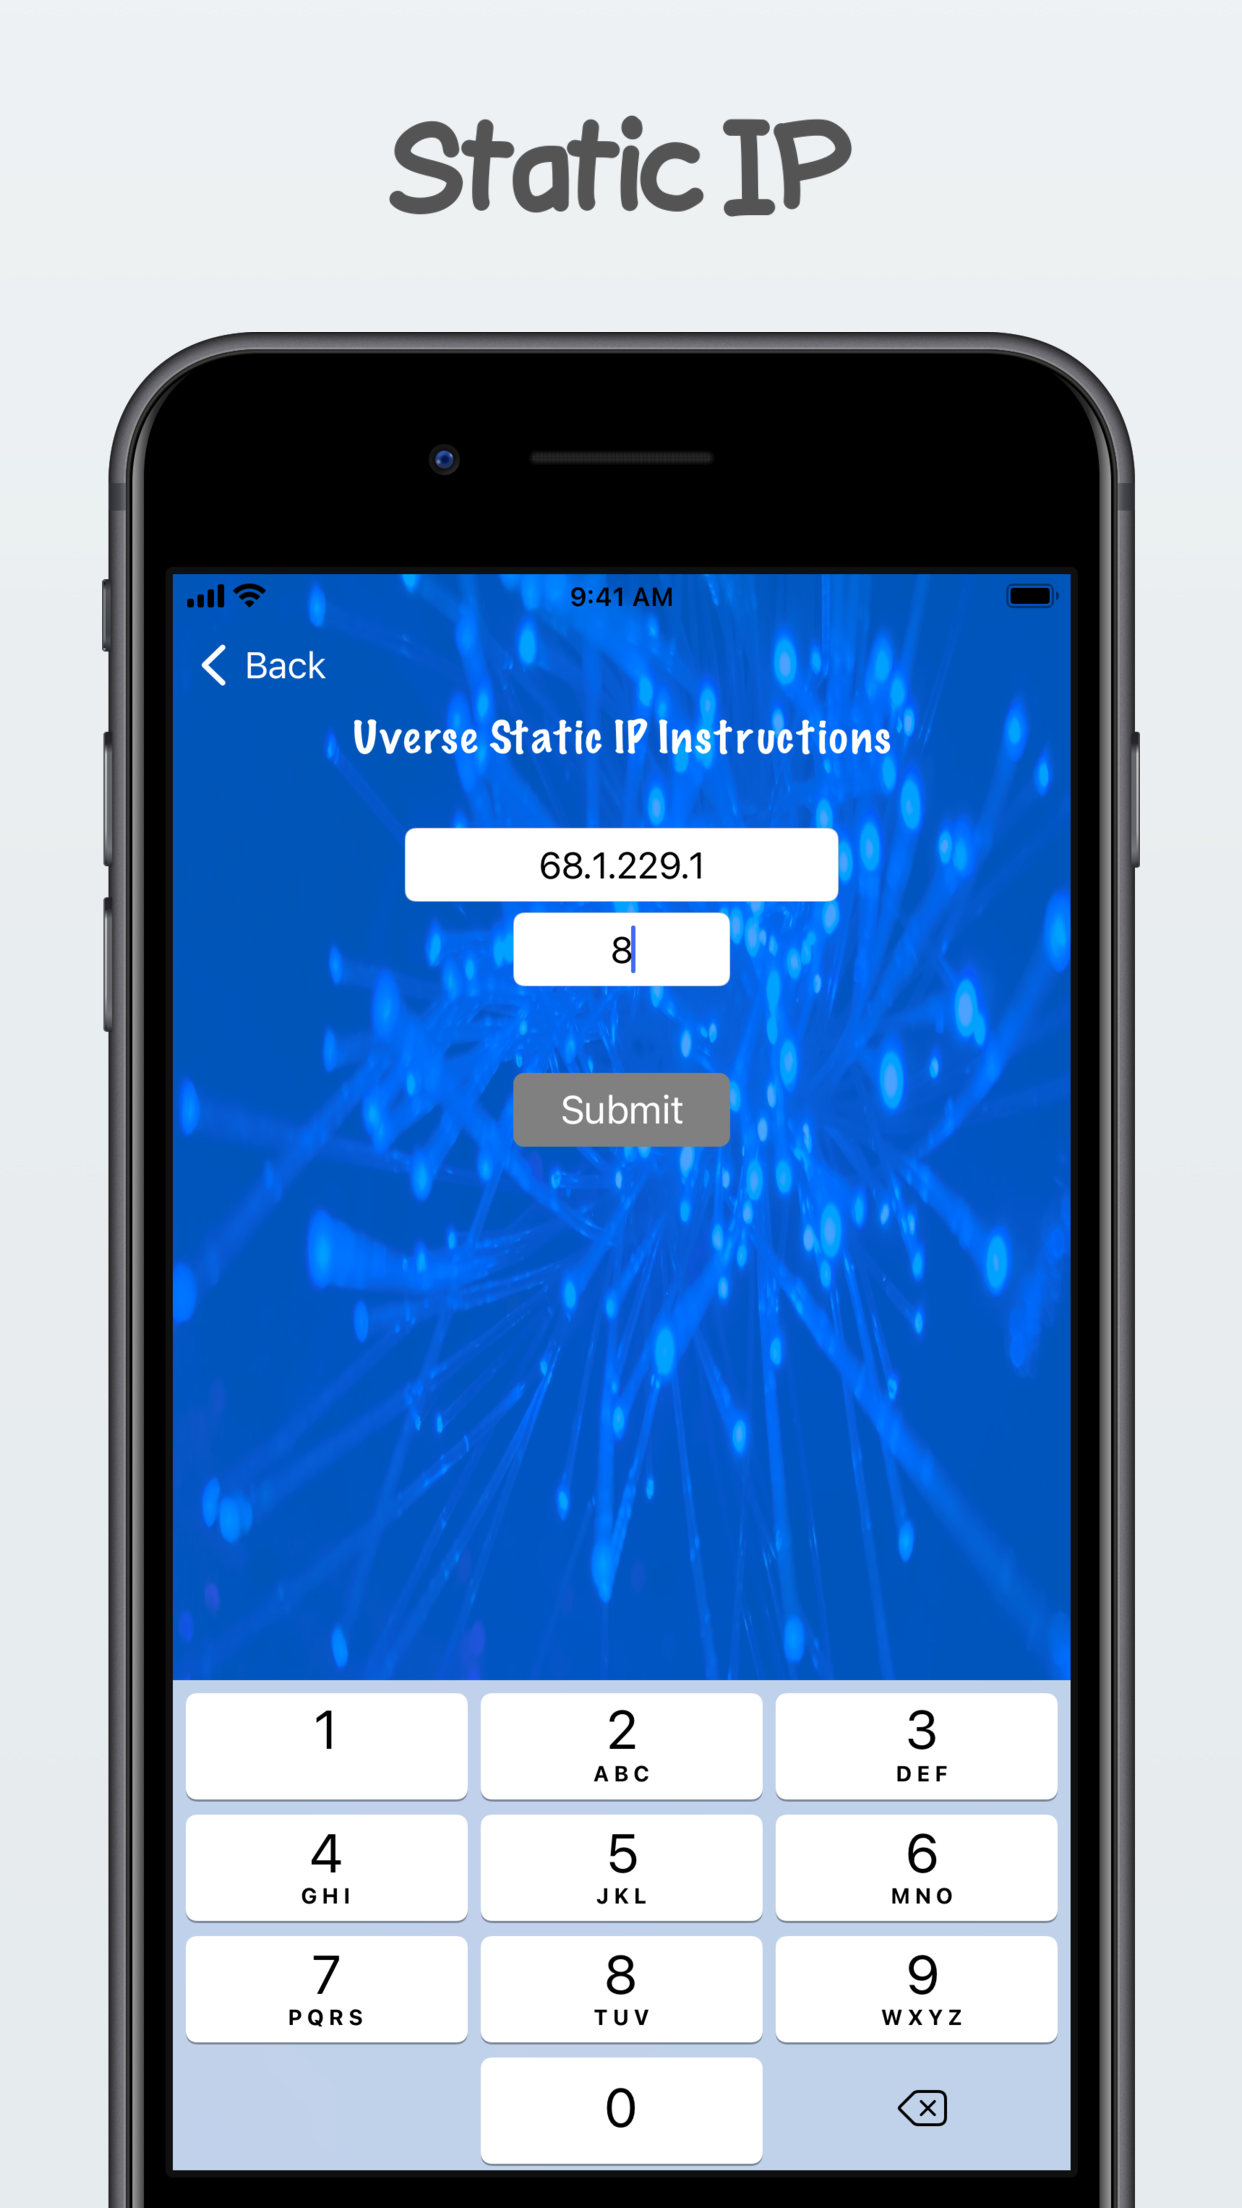 Static IP
9:41 AM
Back
Uverse Static IP Instructions
68.1.229.1
8
Submit
1
2
ABC
3
DEF
4
GHI
5
JKL
6
MNO
7
PQRS
8
TUV
9
WXYZ
0